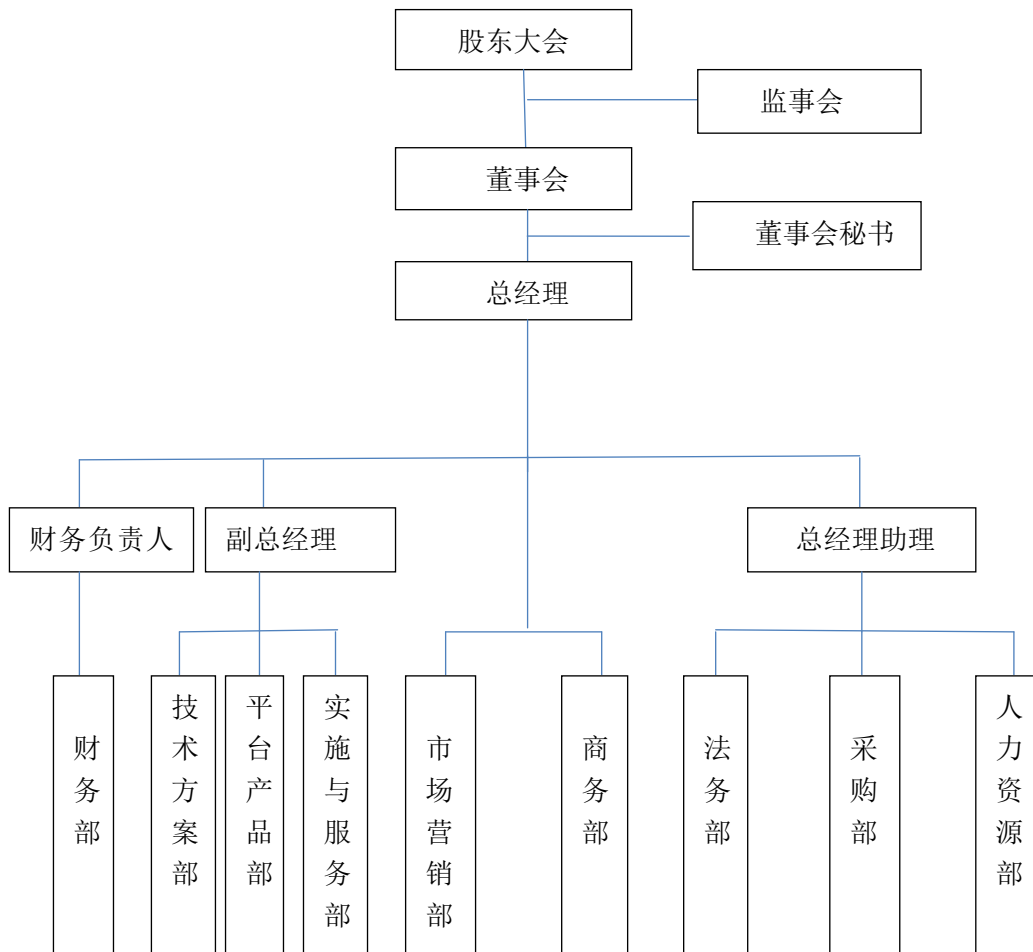 股东大会
监事会
董事会
董事会秘书
总经理
财务负责人
副总经理
总经理助理
财务部
技术方案部
平台产品部
实施与服务部
市场营销部
商务部
法务部
采购部
人力资源部